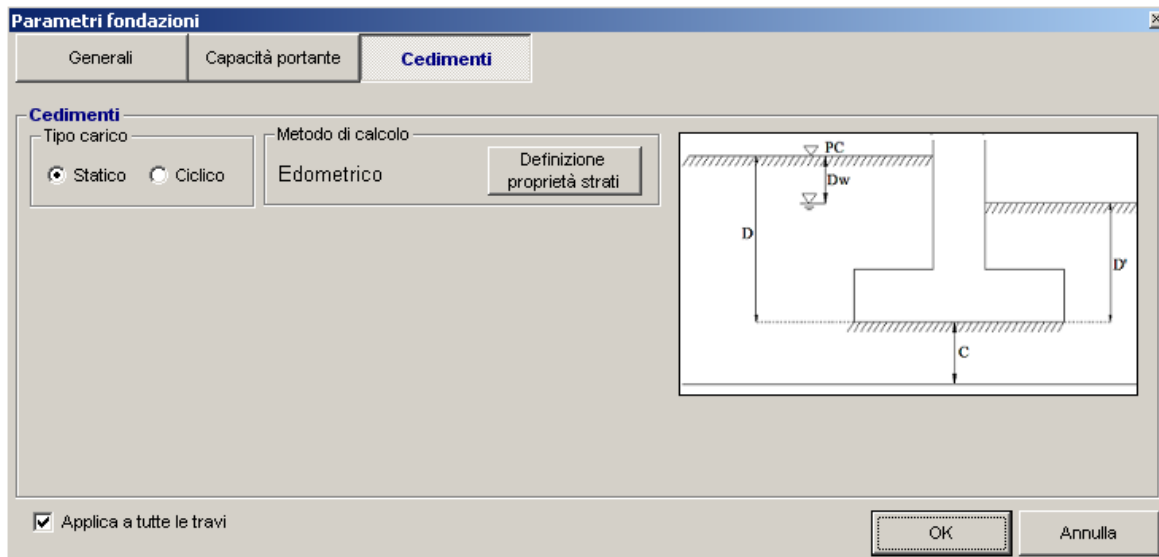 Parametri fondazioni
Generali
Capacità portante
Cedimenti
Cedimenti
Tipo carico
Statico
Ciclico
Metodo di calcolo
Edometrico
Definizione
proprietà strati
PC
Dw
D
D'
C
Applica a tutte le travi
OK
Annulla